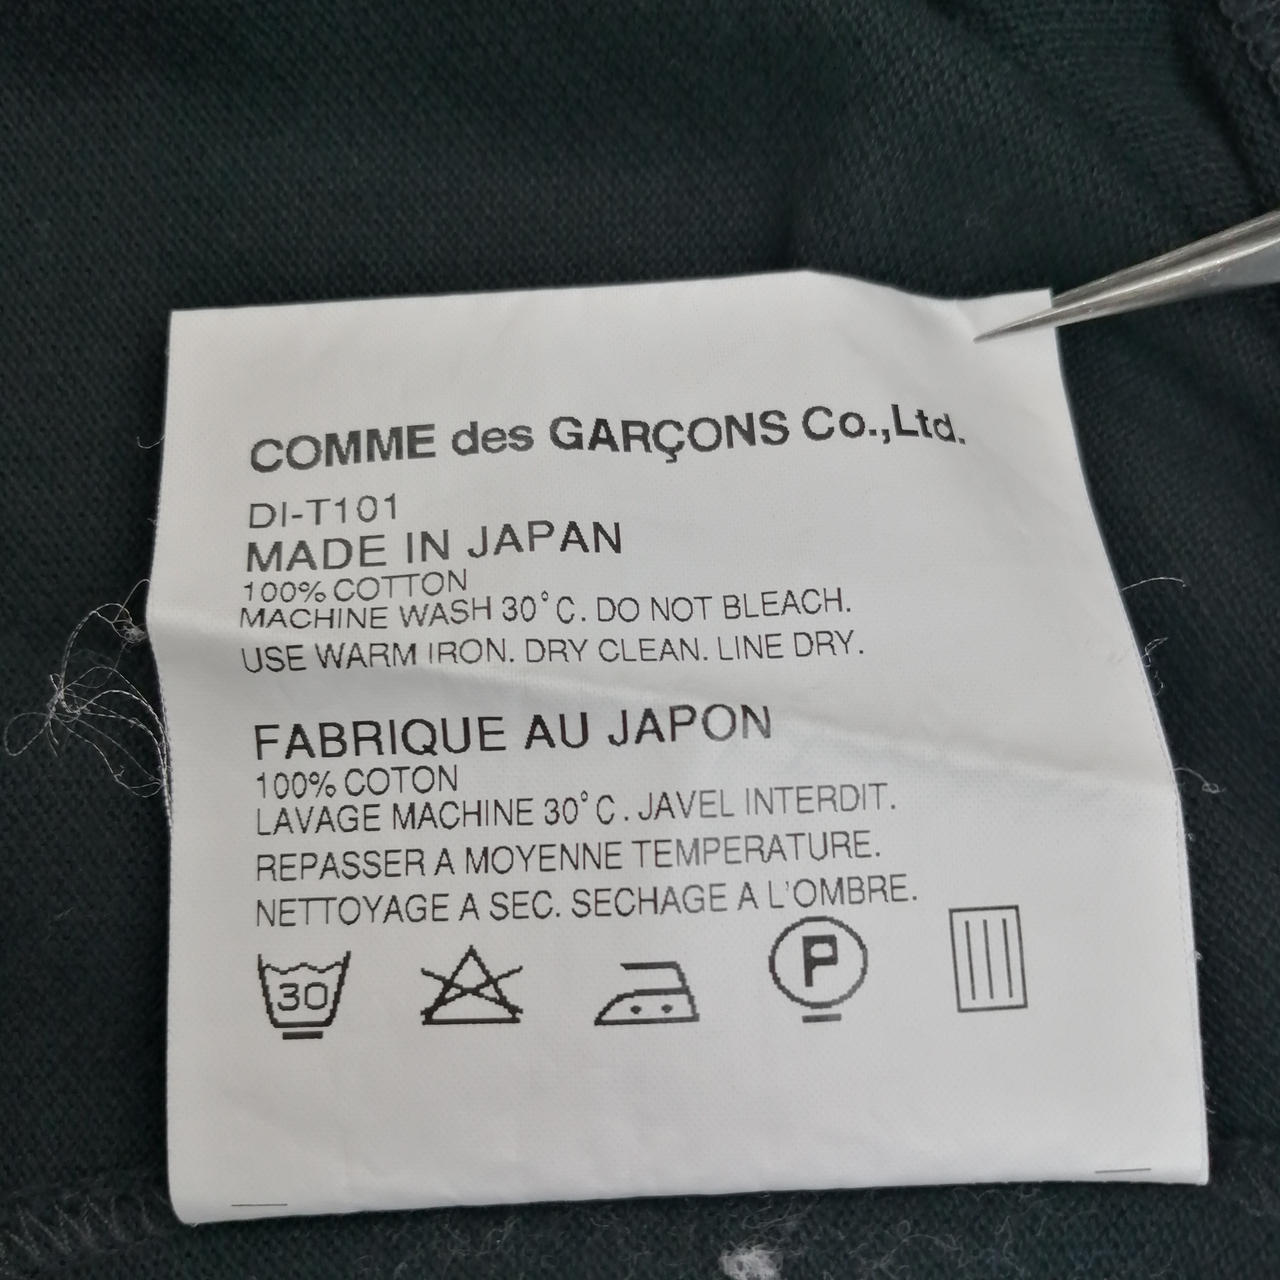 COMME des GARÇONS Co.,Ltd.
DI-T101
MADE IN JAPAN
100% COTTON
MACHINE WASH 30°C. DO NOT BLEACH.
USE WARM IRON. DRY CLEAN. LINE DRY.
FABRIQUE AU JAPON
100% COTON
LAVAGE MACHINE 30°C. JAVEL INTERDIT.
REPASSER A MOYENNE TEMPERATURE.
NETTOYAGE A SEC. SECHAGE A L'OMBRE.
30 P